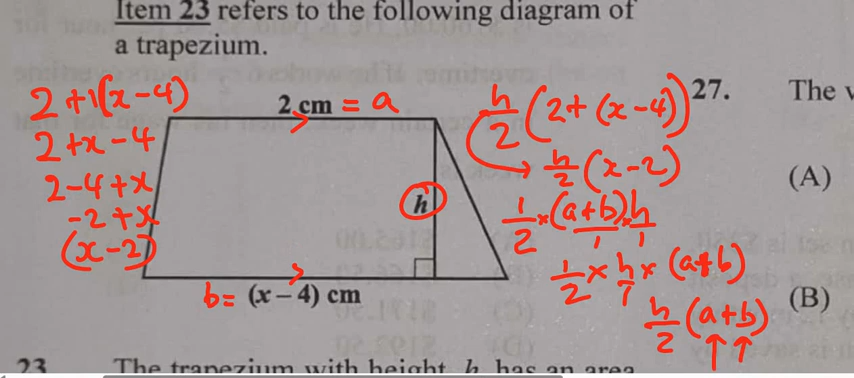 Item 23 refers to the following diagram of
a trapezium.
2 +1(x-4)
2+x-4
2-4+x
-2+x
(x-2)
2 cm = a
h
b= (x – 4) cm
h/2 (2+ (x-4))
h/2 (x-2)
1/2 × (a+b)/1 × h/1
1/2 × h/1 × (a+b)
h/2 (a+b)
27.
The
(A)
(B)
23
The trapezium with height h has an area